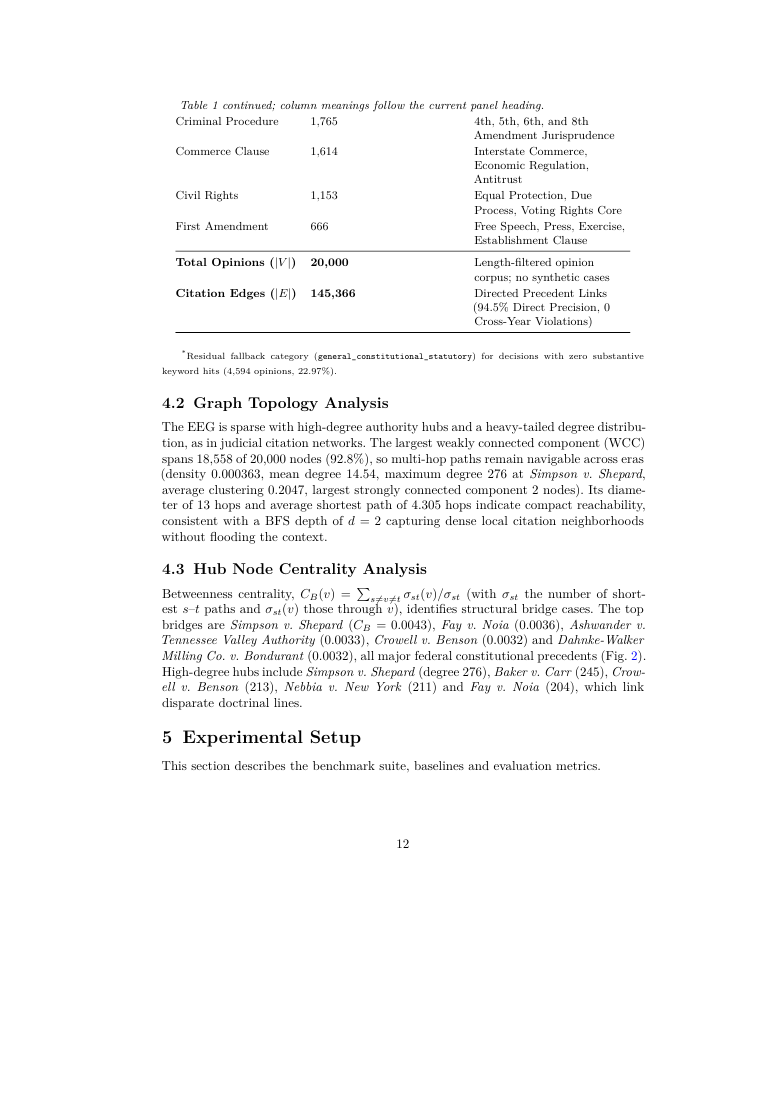 Table 1 continued; column meanings follow the current panel heading.
Criminal Procedure 1,765 4th, 5th, 6th, and 8th
Amendment Jurisprudence
Commerce Clause 1,614 Interstate Commerce,
Economic Regulation,
Antitrust
Civil Rights 1,153 Equal Protection, Due
Process, Voting Rights Core
First Amendment 666 Free Speech, Press, Exercise,
Establishment Clause
Total Opinions (|V|) 20,000 Length-filtered opinion
corpus; no synthetic cases
Citation Edges (|E|) 145,366 Directed Precedent Links
(94.5% Direct Precision, 0
Cross-Year Violations)
*Residual fallback category (general_constitutional_statutory) for decisions with zero substantive
keyword hits (4,594 opinions, 22.97%).
4.2 Graph Topology Analysis
The EEG is sparse with high-degree authority hubs and a heavy-tailed degree distribu-
tion, as in judicial citation networks. The largest weakly connected component (WCC)
spans 18,558 of 20,000 nodes (92.8%), so multi-hop paths remain navigable across eras
(density 0.000363, mean degree 14.54, maximum degree 276 at Simpson v. Shepard,
average clustering 0.2047, largest strongly connected component 2 nodes). Its diame-
ter of 13 hops and average shortest path of 4.305 hops indicate compact reachability,
consistent with a BFS depth of d = 2 capturing dense local citation neighborhoods
without flooding the context.
4.3 Hub Node Centrality Analysis
Betweenness centrality, C_B(v) = ∑_{s≠v≠t} σ_{st}(v)/σ_{st} (with σ_{st} the number of short-
est s–t paths and σ_{st}(v) those through v), identifies structural bridge cases. The top
bridges are Simpson v. Shepard (C_B = 0.0043), Fay v. Noia (0.0036), Ashwander v.
Tennessee Valley Authority (0.0033), Crowell v. Benson (0.0032) and Dahnke-Walker
Milling Co. v. Bondurant (0.0032), all major federal constitutional precedents (Fig. 2).
High-degree hubs include Simpson v. Shepard (degree 276), Baker v. Carr (245), Crow-
ell v. Benson (213), Nebbia v. New York (211) and Fay v. Noia (204), which link
disparate doctrinal lines.
5 Experimental Setup
This section describes the benchmark suite, baselines and evaluation metrics.
12